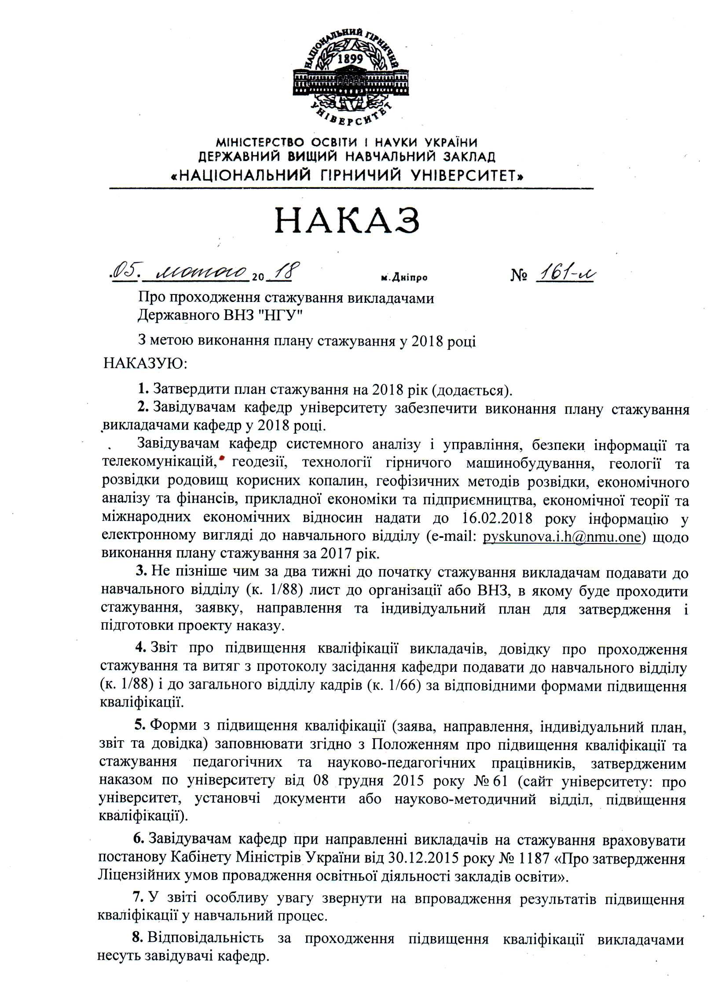 НАЦІОНАЛЬНИЙ ГІРНИЧИЙ
1899
УНІВЕРСИТЕТ
МІНІСТЕРСТВО ОСВІТИ І НАУКИ УКРАЇНИ
ДЕРЖАВНИЙ ВИЩИЙ НАВЧАЛЬНИЙ ЗАКЛАД
«НАЦІОНАЛЬНИЙ ГІРНИЧИЙ УНІВЕРСИТЕТ»
НАКАЗ
05. лютого 20 18 м.Дніпро № 161-л
Про проходження стажування викладачами
Державного ВНЗ "НГУ"
З метою виконання плану стажування у 2018 році
НАКАЗУЮ:
1. Затвердити план стажування на 2018 рік (додається).
2. Завідувачам кафедр університету забезпечити виконання плану стажування
викладачами кафедр у 2018 році.
Завідувачам кафедр системного аналізу і управління, безпеки інформації та
телекомунікацій, геодезії, технології гірничого машинобудування, геології та
розвідки родовищ корисних копалин, геофізичних методів розвідки, економічного
аналізу та фінансів, прикладної економіки та підприємництва, економічної теорії та
міжнародних економічних відносин надати до 16.02.2018 року інформацію у
електронному вигляді до навчального відділу (e-mail: pyskunova.i.h@nmu.one) щодо
виконання плану стажування за 2017 рік.
3. Не пізніше чим за два тижні до початку стажування викладачам подавати до
навчального відділу (к. 1/88) лист до організації або ВНЗ, в якому буде проходити
стажування, заявку, направлення та індивідуальний план для затвердження і
підготовки проекту наказу.
4. Звіт про підвищення кваліфікації викладачів, довідку про проходження
стажування та витяг з протоколу засідання кафедри подавати до навчального відділу
(к. 1/88) і до загального відділу кадрів (к. 1/66) за відповідними формами підвищення
кваліфікації.
5. Форми з підвищення кваліфікації (заява, направлення, індивідуальний план,
звіт та довідка) заповнювати згідно з Положенням про підвищення кваліфікації та
стажування педагогічних та науково-педагогічних працівників, затвердженим
наказом по університету від 08 грудня 2015 року № 61 (сайт університету: про
університет, установчі документи або науково-методичний відділ, підвищення
кваліфікації).
6. Завідувачам кафедр при направленні викладачів на стажування враховувати
постанову Кабінету Міністрів України від 30.12.2015 року № 1187 «Про затвердження
Ліцензійних умов провадження освітньої діяльності закладів освіти».
7. У звіті особливу увагу звернути на впровадження результатів підвищення
кваліфікації у навчальний процес.
8. Відповідальність за проходження підвищення кваліфікації викладачами
несуть завідувачі кафедр.